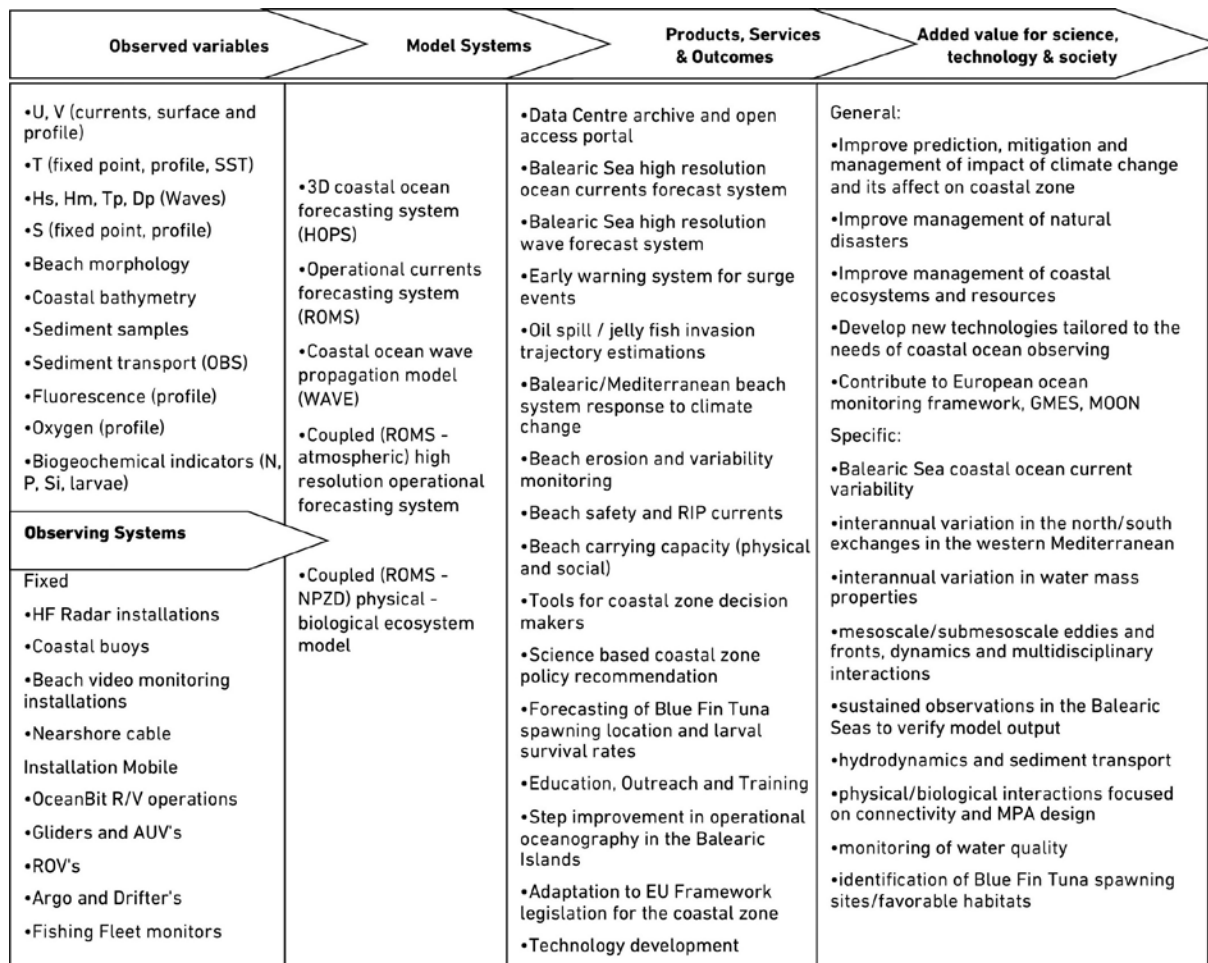 Observed variables
Model Systems
Products, Services
& Outcomes
Added value for science,
technology & society
•U, V (currents, surface and
profile)
•T (fixed point, profile, SST)
•Hs, Hm, Tp, Dp (Waves)
•S (fixed point, profile)
•Beach morphology
•Coastal bathymetry
•Sediment samples
•Sediment transport (OBS)
•Fluorescence (profile)
•Oxygen (profile)
•Biogeochemical indicators (N,
P, Si, larvae)
Observing Systems
Fixed
•HF Radar installations
•Coastal buoys
•Beach video monitoring
installations
•Nearshore cable
Installation Mobile
•OceanBit R/V operations
•Gliders and AUV's
•ROV's
•Argo and Drifter's
•Fishing Fleet monitors
•3D coastal ocean
forecasting system
(HOPS)
•Operational currents
forecasting system
(ROMS)
•Coastal ocean wave
propagation model
(WAVE)
•Coupled (ROMS -
atmospheric) high
resolution operational
forecasting system
•Coupled (ROMS -
NPZD) physical -
biological ecosystem
model
•Data Centre archive and open
access portal
•Balearic Sea high resolution
ocean currents forecast system
•Balearic Sea high resolution
wave forecast system
•Early warning system for surge
events
•Oil spill / jelly fish invasion
trajectory estimations
•Balearic/Mediterranean beach
system response to climate
change
•Beach erosion and variability
monitoring
•Beach safety and RIP currents
•Beach carrying capacity (physical
and social)
•Tools for coastal zone decision
makers
•Science based coastal zone
policy recommendation
•Forecasting of Blue Fin Tuna
spawning location and larval
survival rates
•Education, Outreach and Training
•Step improvement in operational
oceanography in the Balearic
Islands
•Adaptation to EU Framework
legislation for the coastal zone
•Technology development
General:
•Improve prediction, mitigation and
management of impact of climate change
and its affect on coastal zone
•Improve management of natural
disasters
•Improve management of coastal
ecosystems and resources
•Develop new technologies tailored to the
needs of coastal ocean observing
•Contribute to European ocean
monitoring framework, GMES, MOON
Specific:
•Balearic Sea coastal ocean current
variability
•interannual variation in the north/south
exchanges in the western Mediterranean
•interannual variation in water mass
properties
•mesoscale/submesoscale eddies and
fronts, dynamics and multidisciplinary
interactions
•sustained observations in the Balearic
Seas to verify model output
•hydrodynamics and sediment transport
•physical/biological interactions focused
on connectivity and MPA design
•monitoring of water quality
•identification of Blue Fin Tuna spawning
sites/favorable habitats